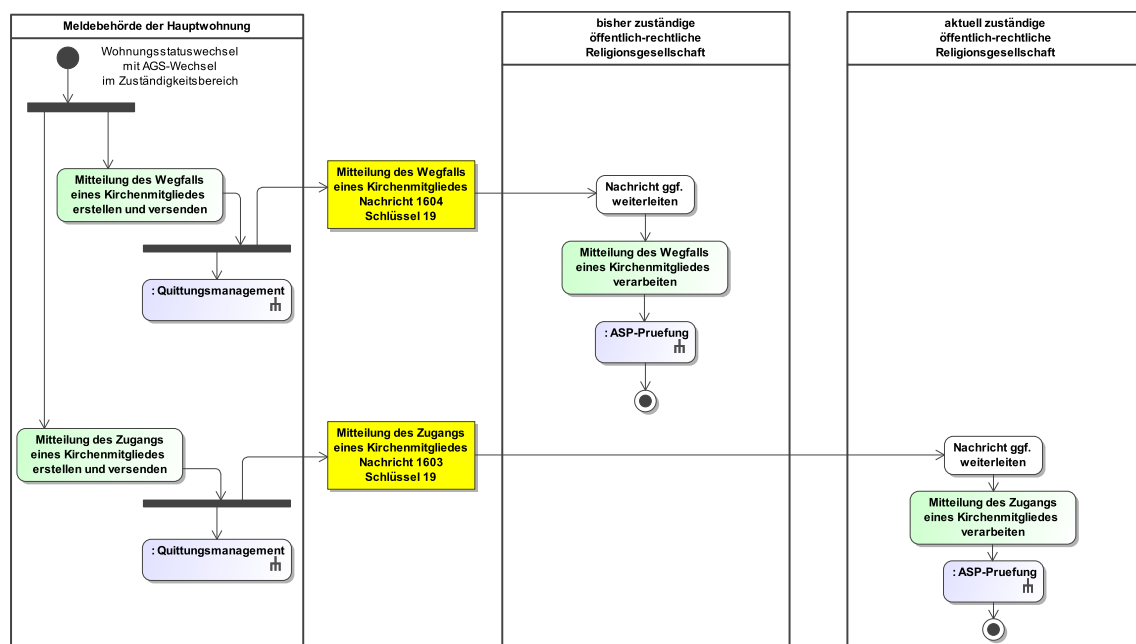 Meldebehörde der Hauptwohnung
bisher zuständige
öffentlich-rechtliche
Religionsgesellschaft
aktuell zuständige
öffentlich-rechtliche
Religionsgesellschaft
Wohnungsstatuswechsel
mit AGS-Wechsel
im Zuständigkeitsbereich
Mitteilung des Wegfalls
eines Kirchenmitgliedes
erstellen und versenden
Mitteilung des Wegfalls
eines Kirchenmitgliedes
Nachricht 1604
Schlüssel 19
Nachricht ggf.
weiterleiten
: Quittungsmanagement
Mitteilung des Wegfalls
eines Kirchenmitgliedes
verarbeiten
: ASP-Pruefung
Mitteilung des Zugangs
eines Kirchenmitgliedes
erstellen und versenden
Mitteilung des Zugangs
eines Kirchenmitgliedes
Nachricht 1603
Schlüssel 19
Nachricht ggf.
weiterleiten
: Quittungsmanagement
Mitteilung des Zugangs
eines Kirchenmitgliedes
verarbeiten
: ASP-Pruefung